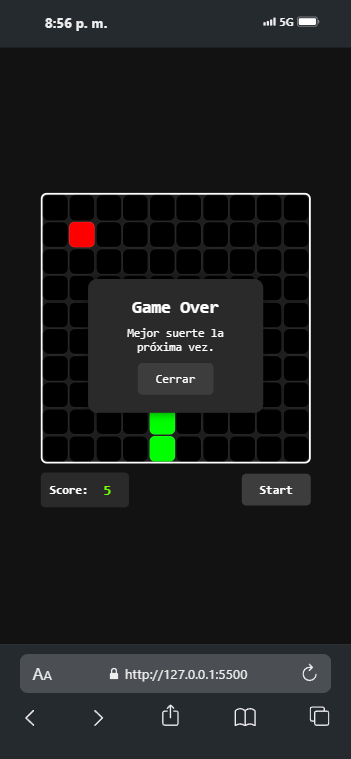 8:56 p. m.
5G
Game Over
Mejor suerte la
próxima vez.
Cerrar
Score: 5
Start
AA
http://127.0.0.1:5500